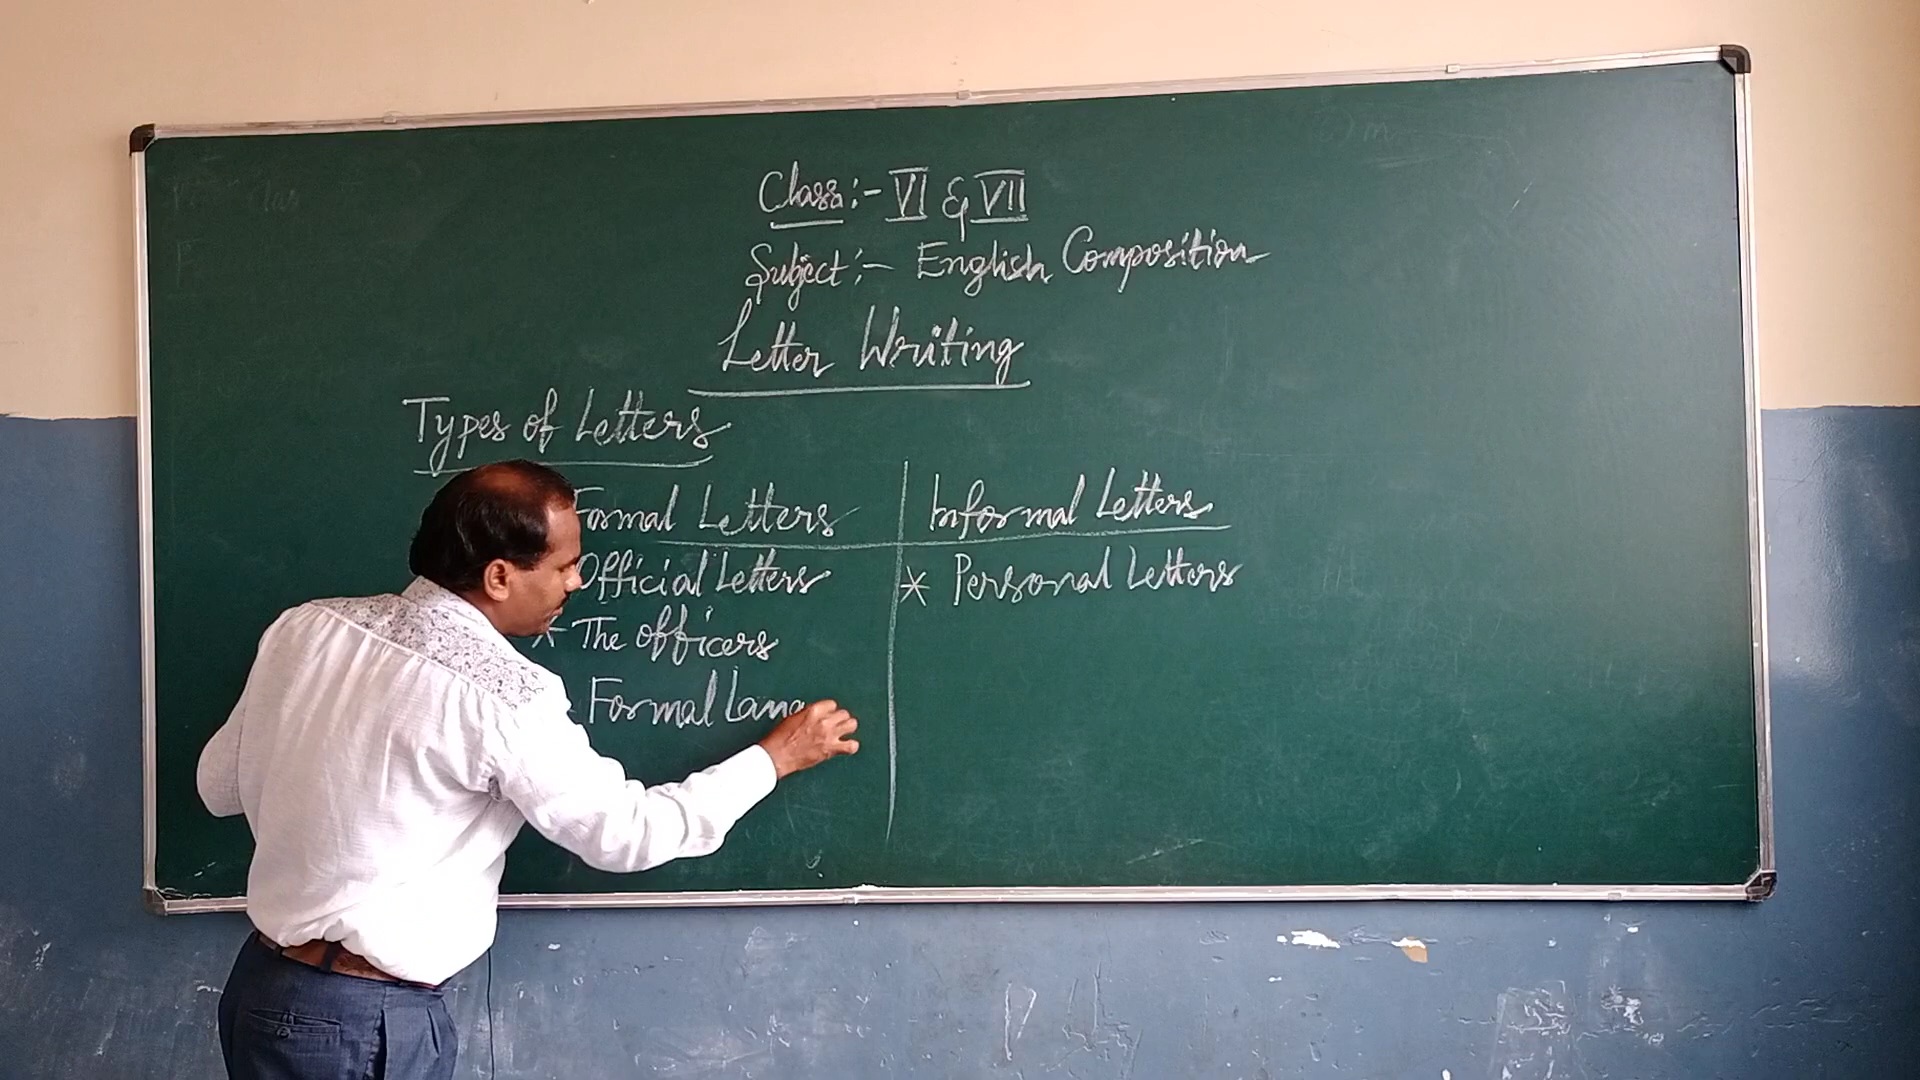 Class:- VI & VII
Subject:- English Composition
Letter Writing
Types of Letters
Formal Letters
Informal Letters
Official Letters
* Personal Letters
* The officers
Formal Lang